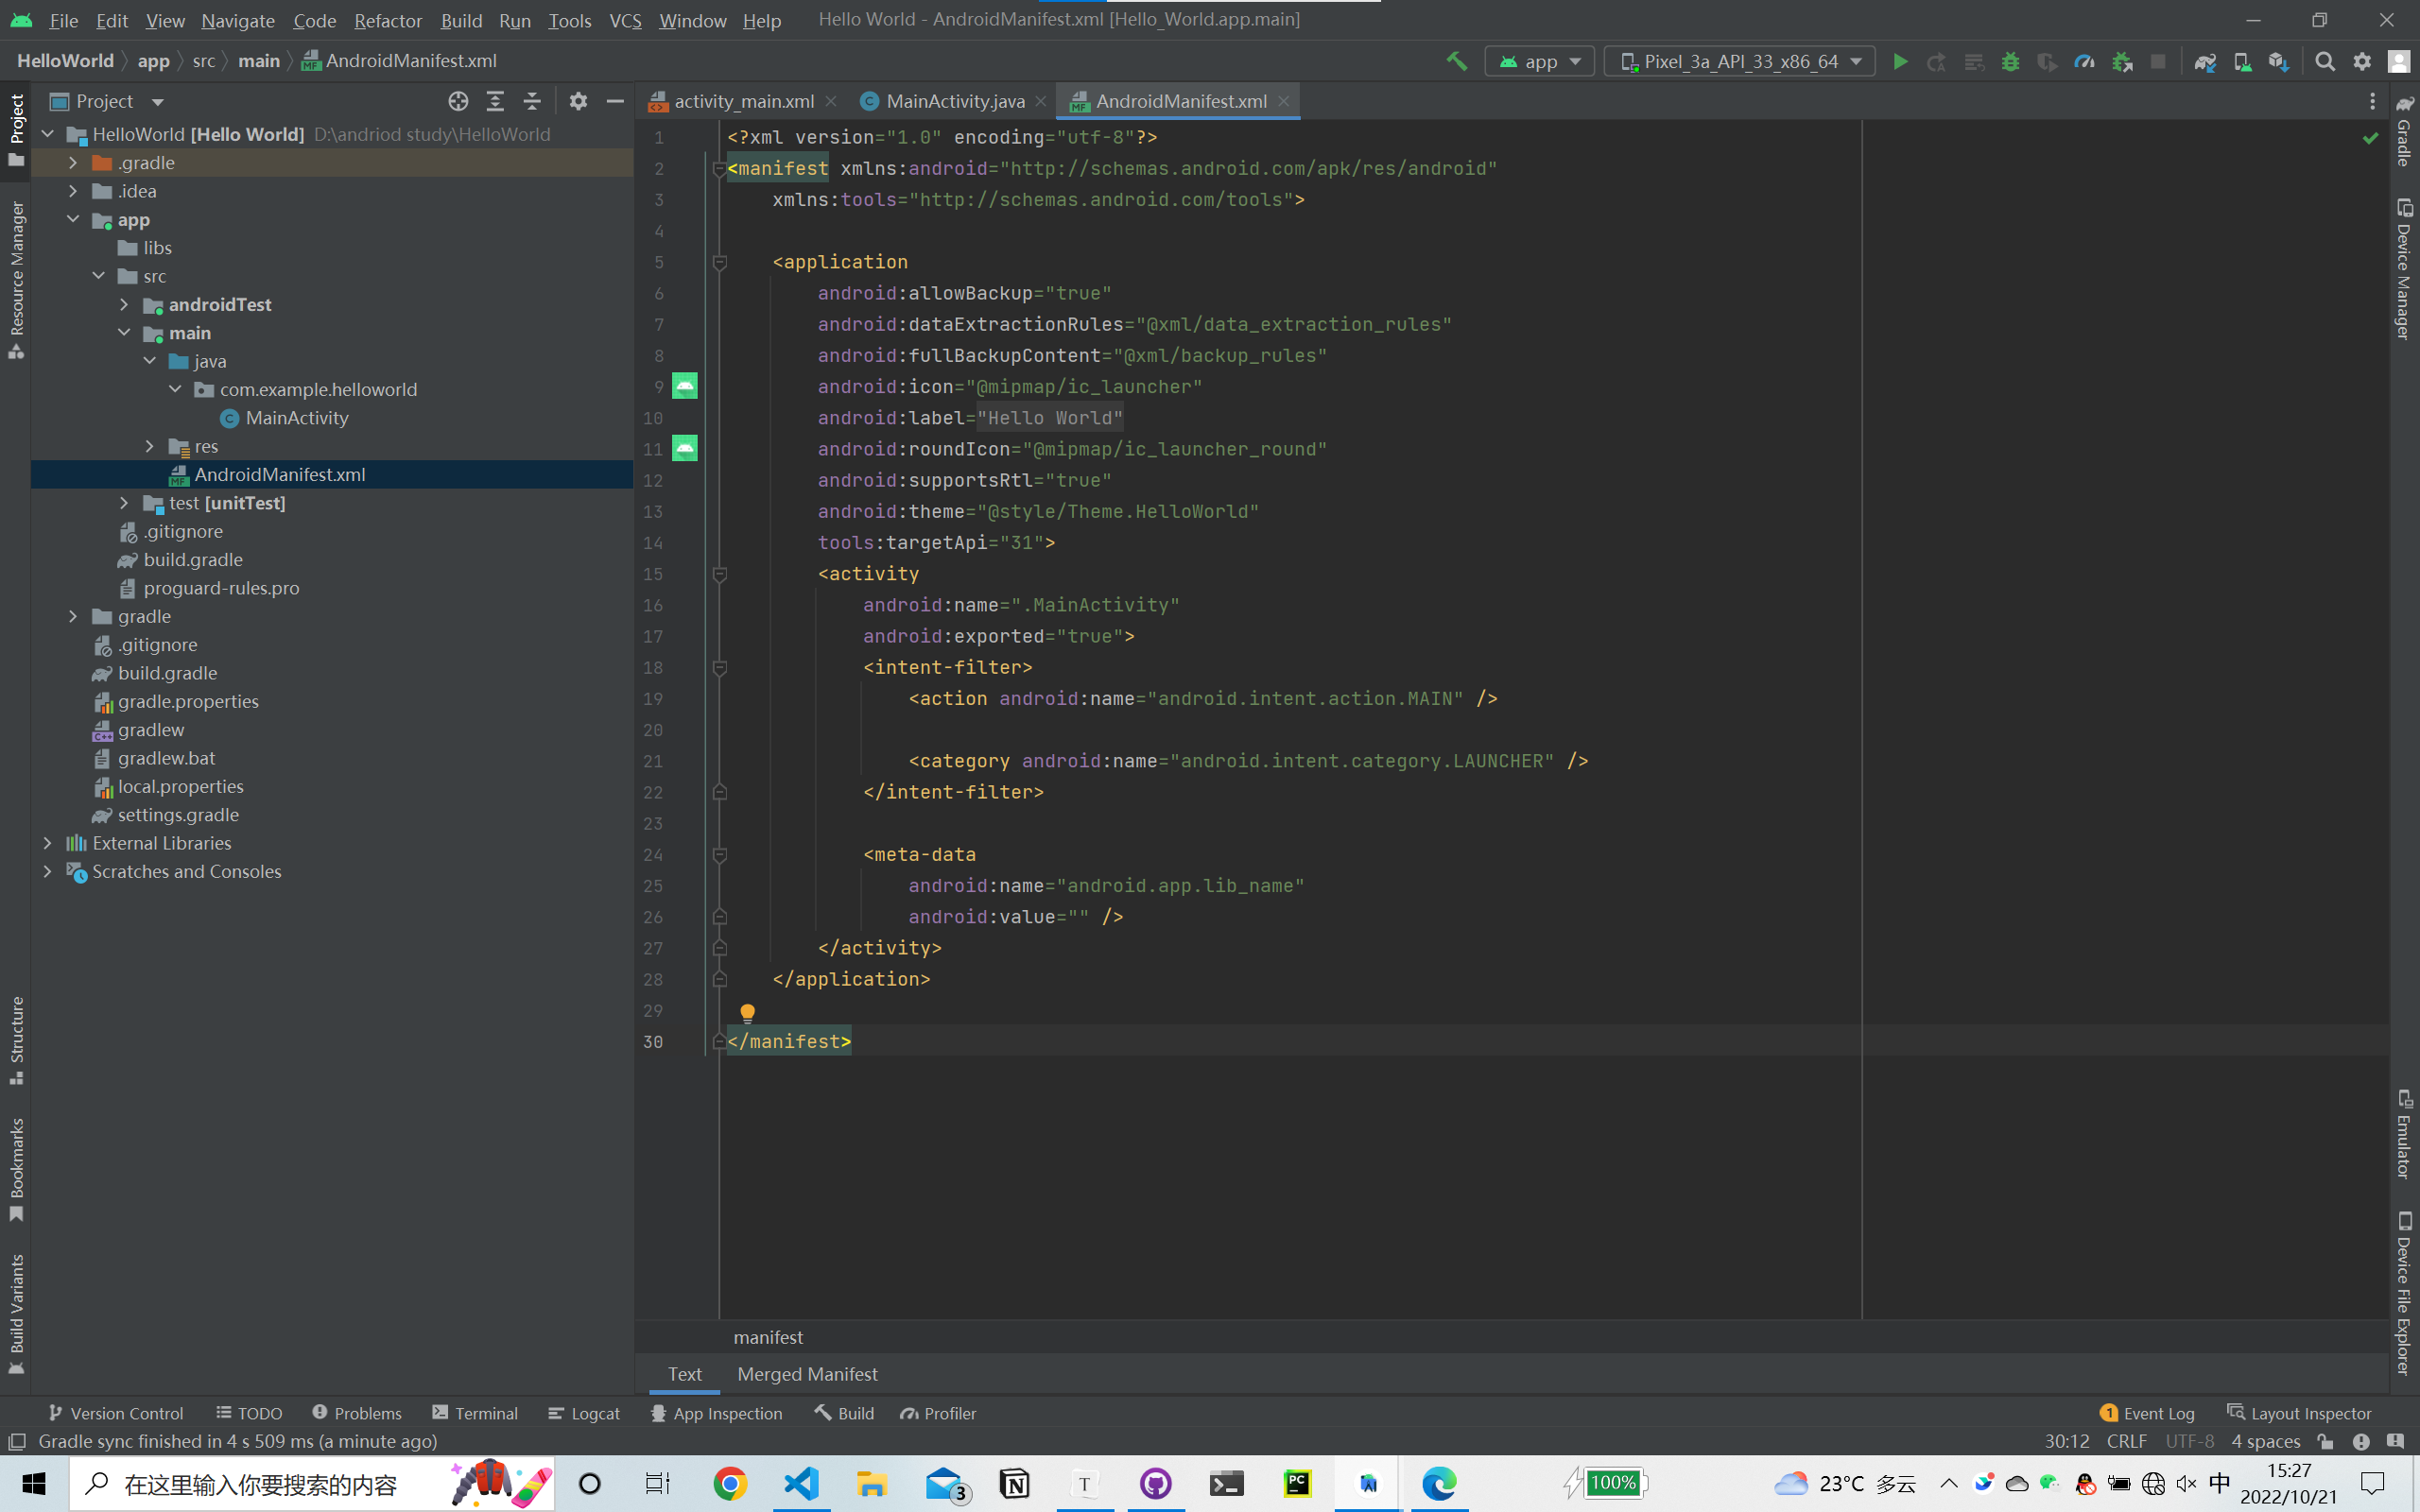 File Edit View Navigate Code Refactor Build Run Tools VCS Window Help Hello World - AndroidManifest.xml [Hello_World.app.main]
HelloWorld app src main AndroidManifest.xml app Pixel_3a_API_33_x86_64
Project
activity_main.xml MainActivity.java AndroidManifest.xml
HelloWorld [Hello World] D:\andriod study\HelloWorld
.gradle
.idea
app
libs
src
androidTest
main
java
com.example.helloworld
MainActivity
res
AndroidManifest.xml
test [unitTest]
.gitignore
build.gradle
proguard-rules.pro
gradle
.gitignore
build.gradle
gradle.properties
gradlew
gradlew.bat
local.properties
settings.gradle
External Libraries
Scratches and Consoles
Project
Resource Manager
Structure
Bookmarks
Build Variants
1 <?xml version="1.0" encoding="utf-8"?>
2 <manifest xmlns:android="http://schemas.android.com/apk/res/android"
3 xmlns:tools="http://schemas.android.com/tools">
4
5 <application
6 android:allowBackup="true"
7 android:dataExtractionRules="@xml/data_extraction_rules"
8 android:fullBackupContent="@xml/backup_rules"
9 android:icon="@mipmap/ic_launcher"
10 android:label="Hello World"
11 android:roundIcon="@mipmap/ic_launcher_round"
12 android:supportsRtl="true"
13 android:theme="@style/Theme.HelloWorld"
14 tools:targetApi="31">
15 <activity
16 android:name=".MainActivity"
17 android:exported="true">
18 <intent-filter>
19 <action android:name="android.intent.action.MAIN" />
20
21 <category android:name="android.intent.category.LAUNCHER" />
22 </intent-filter>
23
24 <meta-data
25 android:name="android.app.lib_name"
26 android:value="" />
27 </activity>
28 </application>
29
30 </manifest>
Gradle
Device Manager
Emulator
Device File Explorer
manifest
Text Merged Manifest
Version Control TODO Problems Terminal Logcat App Inspection Build Profiler 1 Event Log Layout Inspector
Gradle sync finished in 4 s 509 ms (a minute ago) 30:12 CRLF UTF-8 4 spaces
在这里输入你要搜索的内容 3 N T PC 100% 23°C 多云 中 15:27
2022/10/21